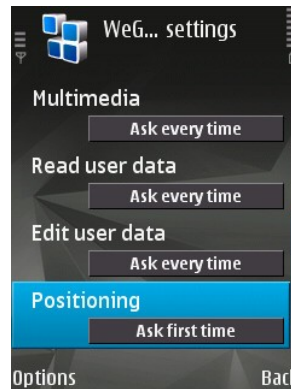 WeG... settings
Multimedia
Ask every time
Read user data
Ask every time
Edit user data
Ask every time
Positioning
Ask first time
Options Bac